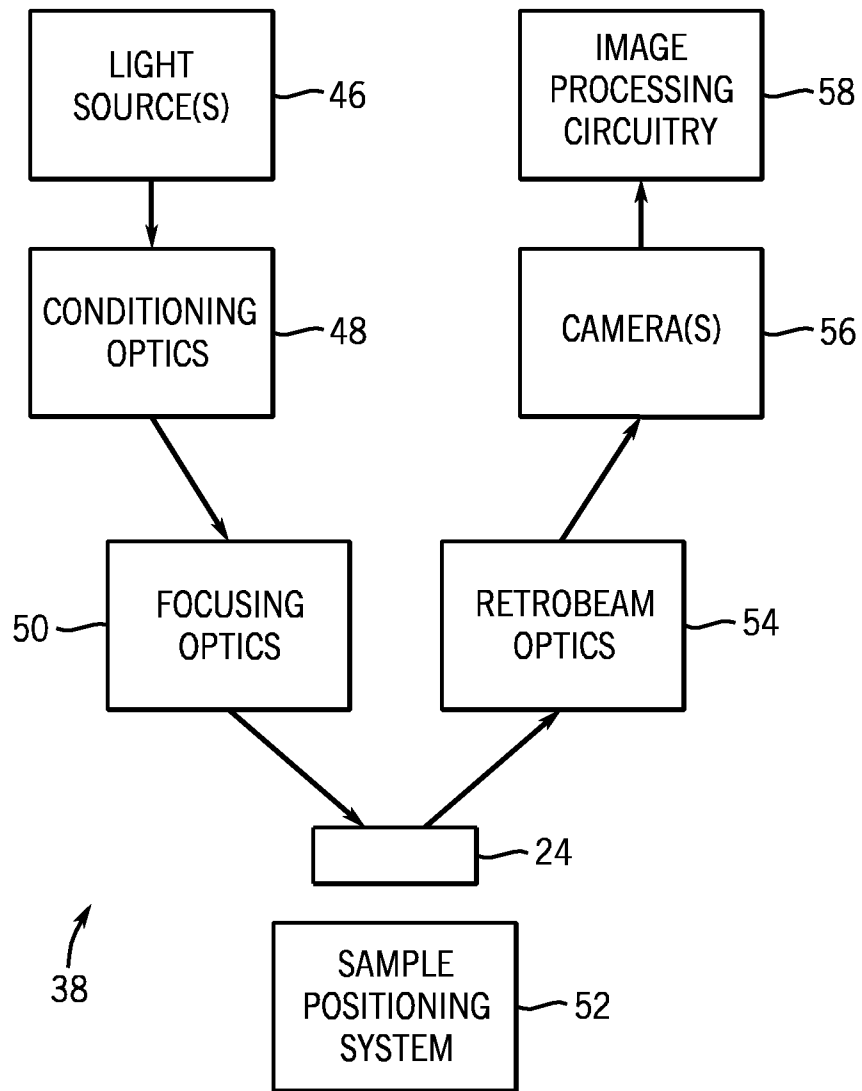 LIGHT
SOURCE(S)
46
IMAGE
PROCESSING
CIRCUITRY
58
CONDITIONING
OPTICS
48
CAMERA(S)
56
FOCUSING
OPTICS
50
RETROBEAM
OPTICS
54
24
38
SAMPLE
POSITIONING
SYSTEM
52